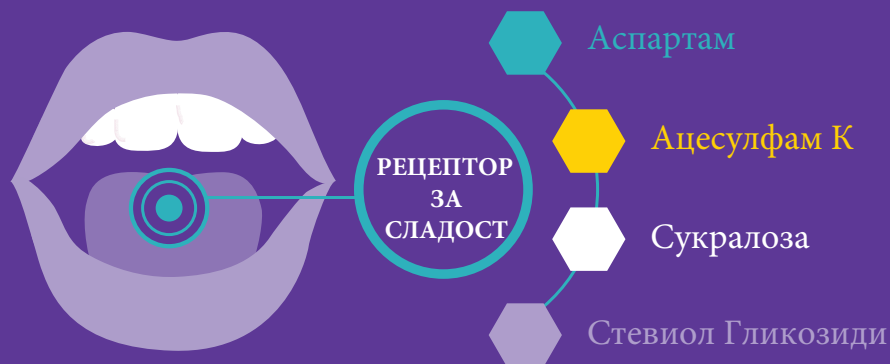 РЕЦЕПТОР
ЗА
СЛАДОСТ
Аспартам
Ацесулфам К
Сукралоза
Стевиол Гликозиди